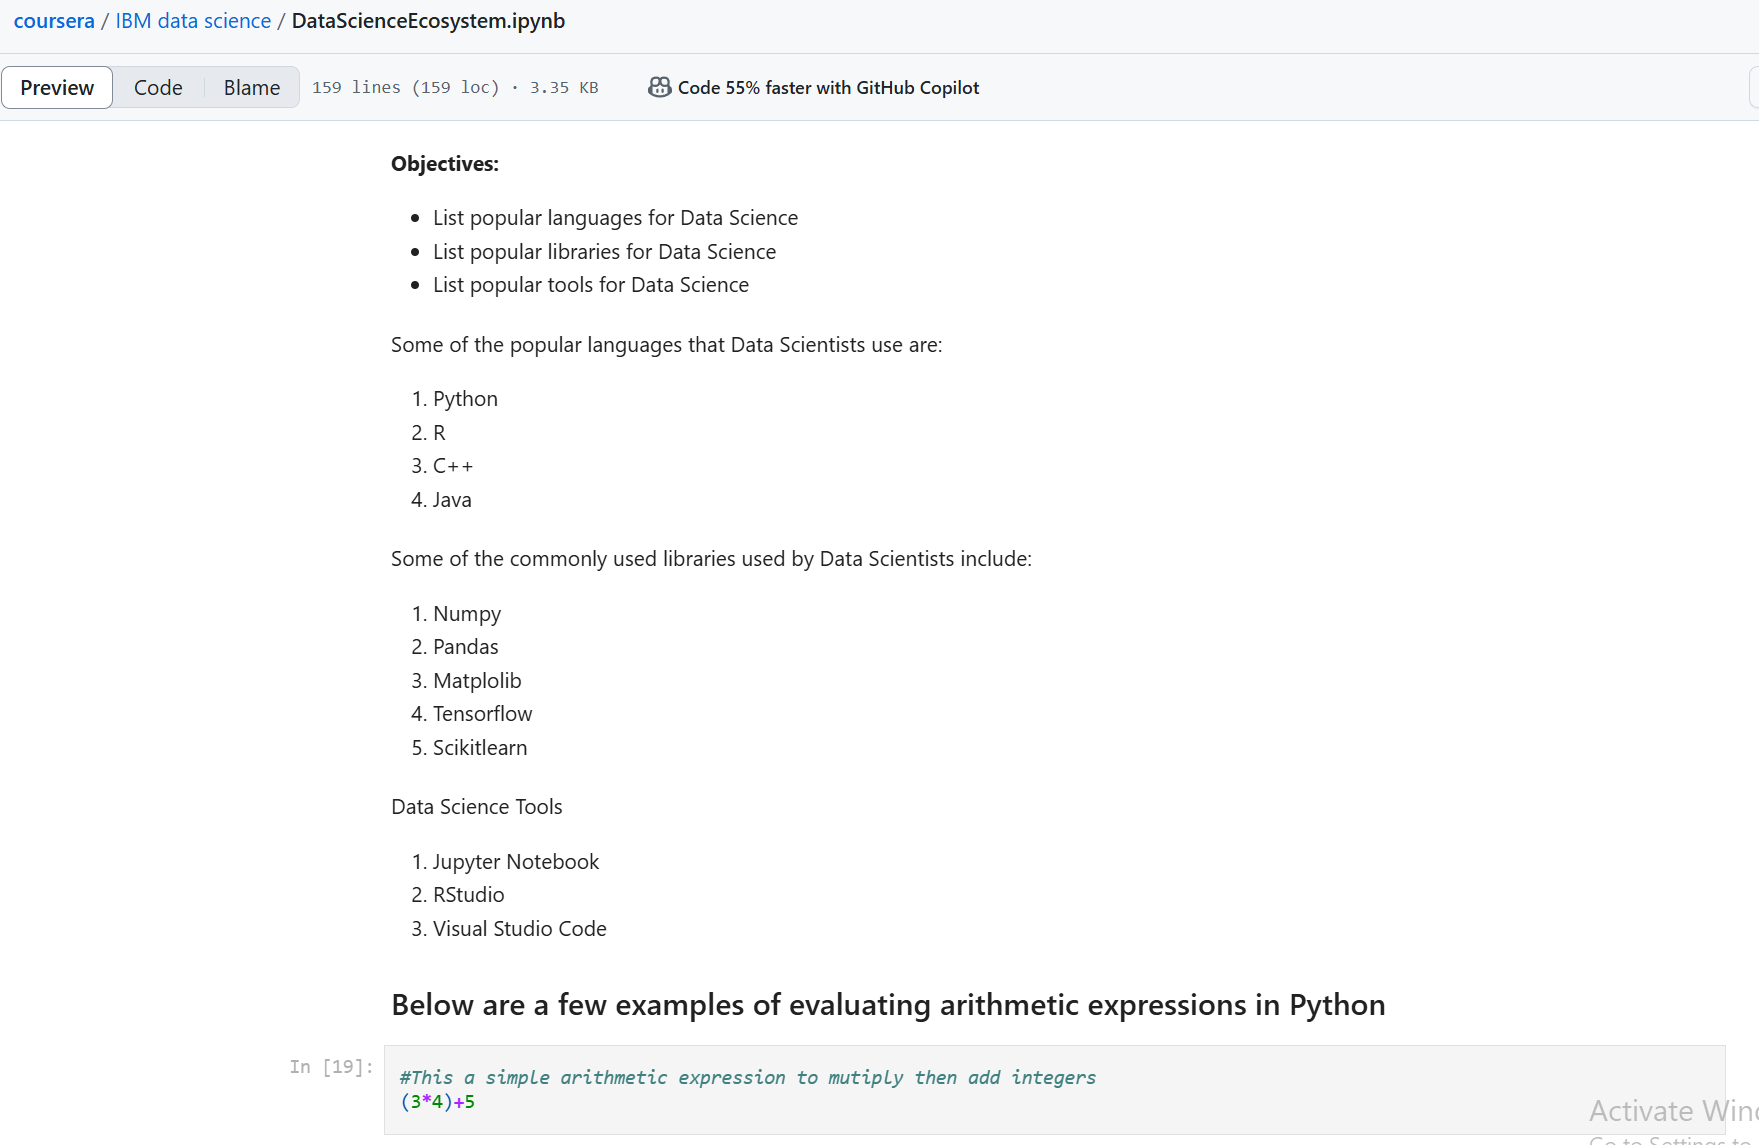 coursera / IBM data science / DataScienceEcosystem.ipynb
Preview Code Blame 159 lines (159 loc) · 3.35 KB Code 55% faster with GitHub Copilot
Objectives:
• List popular languages for Data Science
• List popular libraries for Data Science
• List popular tools for Data Science
Some of the popular languages that Data Scientists use are:
1. Python
2. R
3. C++
4. Java
Some of the commonly used libraries used by Data Scientists include:
1. Numpy
2. Pandas
3. Matplolib
4. Tensorflow
5. Scikitlearn
Data Science Tools
1. Jupyter Notebook
2. RStudio
3. Visual Studio Code
Below are a few examples of evaluating arithmetic expressions in Python
In [19]:
#This a simple arithmetic expression to mutiply then add integers
(3*4)+5
Activate Win
Go to Settings to